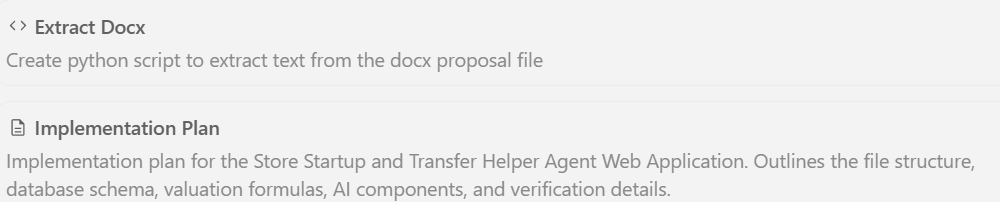 Extract Docx
Create python script to extract text from the docx proposal file
Implementation Plan
Implementation plan for the Store Startup and Transfer Helper Agent Web Application. Outlines the file structure,
database schema, valuation formulas, AI components, and verification details.